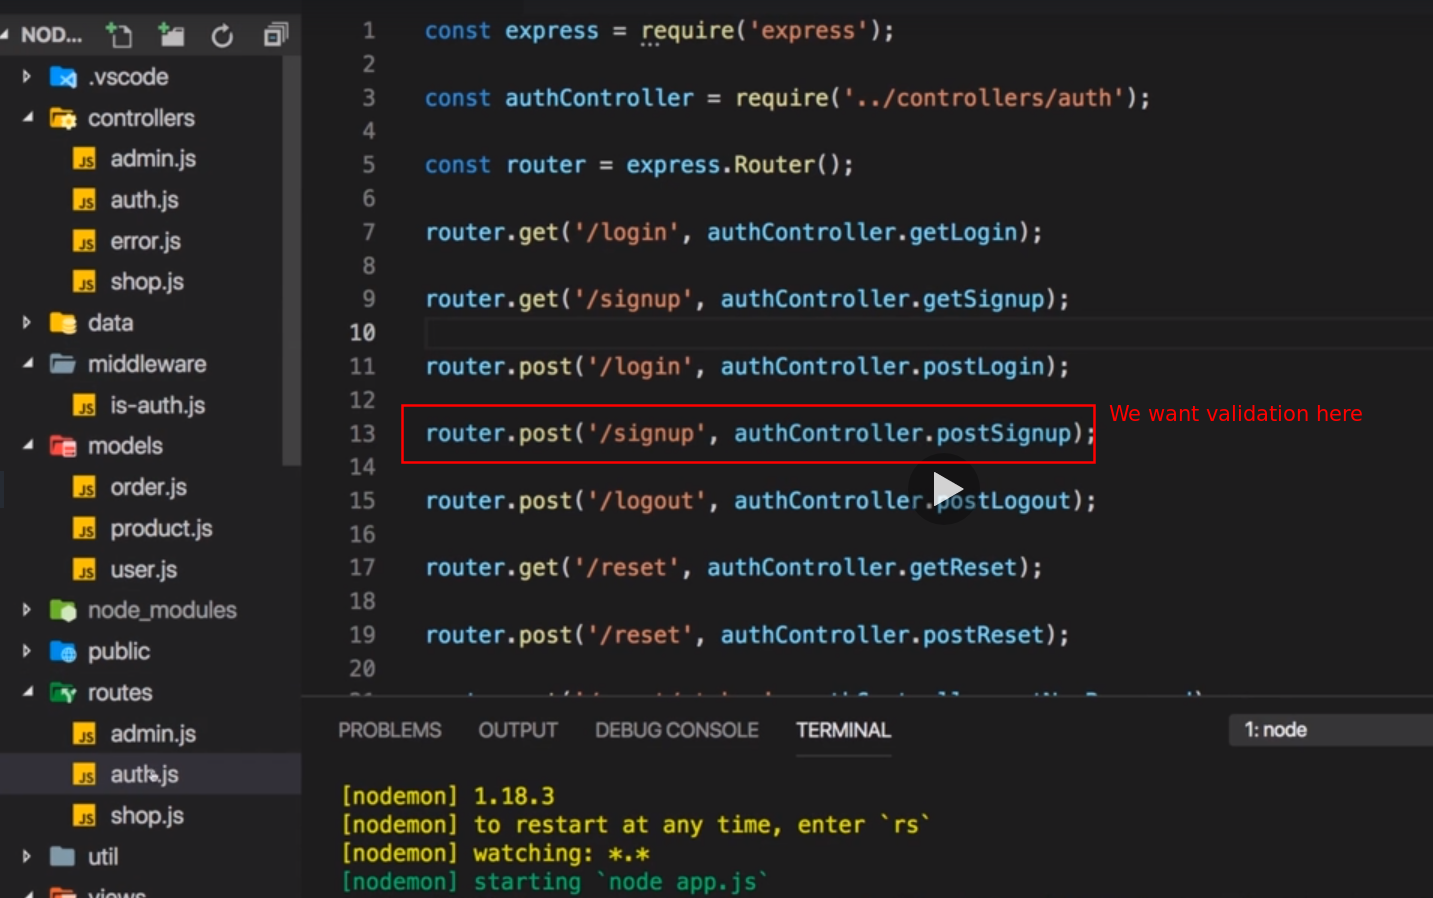 NOD...
.vscode
controllers
admin.js
auth.js
error.js
shop.js
data
middleware
is-auth.js
models
order.js
product.js
user.js
node_modules
public
routes
admin.js
auth.js
shop.js
util
views
1 const express = require('express');
2
3 const authController = require('../controllers/auth');
4
5 const router = express.Router();
6
7 router.get('/login', authController.getLogin);
8
9 router.get('/signup', authController.getSignup);
10
11 router.post('/login', authController.postLogin);
12
13 router.post('/signup', authController.postSignup);
We want validation here
14
15 router.post('/logout', authController.postLogout);
16
17 router.get('/reset', authController.getReset);
18
19 router.post('/reset', authController.postReset);
20
PROBLEMS OUTPUT DEBUG CONSOLE TERMINAL 1: node
[nodemon] 1.18.3
[nodemon] to restart at any time, enter `rs`
[nodemon] watching: *.*
[nodemon] starting `node app.js`